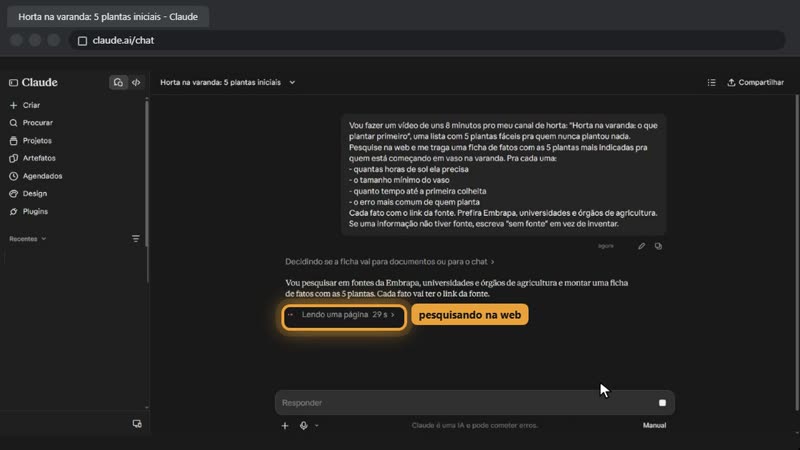 Horta na varanda: 5 plantas iniciais - Claude
claude.ai/chat
Claude
Horta na varanda: 5 plantas iniciais
Compartilhar
Criar
Procurar
Projetos
Artefatos
Agendados
Design
Plugins
Recentes
Vou fazer um vídeo de uns 8 minutos pro meu canal de horta: "Horta na varanda: o que
plantar primeiro", uma lista com 5 plantas fáceis pra quem nunca plantou nada.
Pesquise na web e me traga uma ficha de fatos com as 5 plantas mais indicadas pra
quem está começando em vaso na varanda. Pra cada uma:
- quantas horas de sol ela precisa
- o tamanho mínimo do vaso
- quanto tempo até a primeira colheita
- o erro mais comum de quem planta
Cada fato com o link da fonte. Prefira Embrapa, universidades e órgãos de agricultura.
Se uma informação não tiver fonte, escreva "sem fonte" em vez de inventar.
agora
Decidindo se a ficha vai para documentos ou para o chat >
Vou pesquisar em fontes da Embrapa, universidades e órgãos de agricultura e montar uma ficha
de fatos com as 5 plantas. Cada fato vai ter o link da fonte.
Lendo uma página 29 s >
pesquisando na web
Responder
Claude é uma IA e pode cometer erros.
Manual